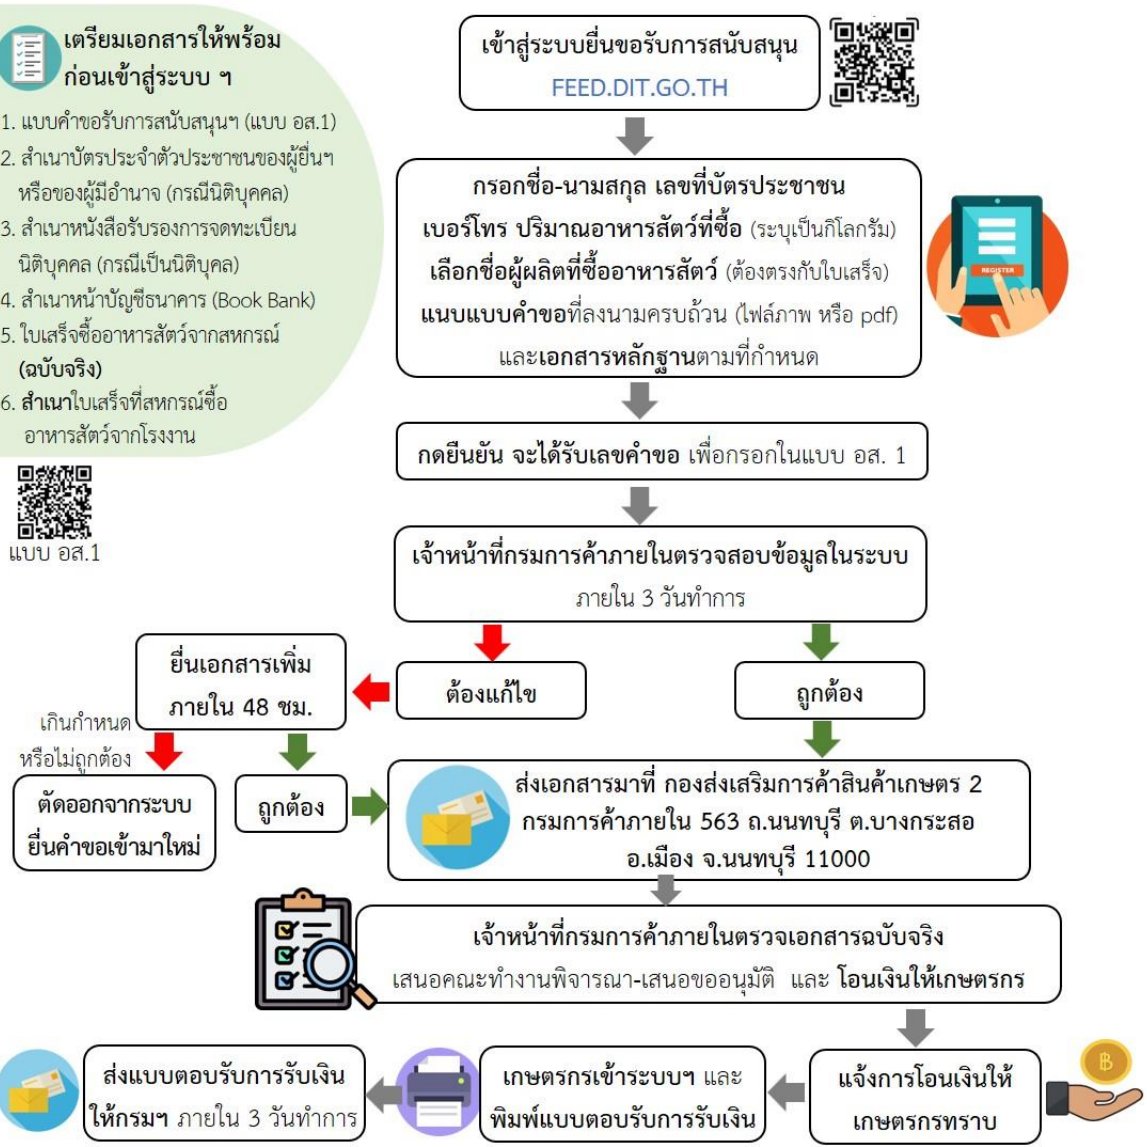 เตรียมเอกสารให้พร้อม
ก่อนเข้าสู่ระบบ ฯ
1. แบบคำขอรับการสนับสนุนฯ (แบบ อส.1)
2. สำเนาบัตรประจำตัวประชาชนของผู้ยื่นฯ
หรือของผู้มีอำนาจ (กรณีนิติบุคคล)
3. สำเนาหนังสือรับรองการจดทะเบียน
นิติบุคคล (กรณีเป็นนิติบุคล)
4. สำเนาหน้าบัญชีธนาคาร (Book Bank)
5. ใบเสร็จซื้ออาหารสัตว์จากสหกรณ์
(ฉบับจริง)
6. สำเนาใบเสร็จที่สหกรณ์ซื้อ
อาหารสัตว์จากโรงงาน
แบบ อส.1
เข้าสู่ระบบยื่นขอรับการสนับสนุน
FEED.DIT.GO.TH
กรอกชื่อ-นามสกุล เลขที่บัตรประชาชน
เบอร์โทร ปริมาณอาหารสัตว์ที่ซื้อ (ระบุเป็นกิโลกรัม)
เลือกชื่อผู้ผลิตที่ซื้ออาหารสัตว์ (ต้องตรงกับใบเสร็จ)
แนบแบบคำขอที่ลงนามครบถ้วน (ไฟล์ภาพ หรือ pdf)
และเอกสารหลักฐานตามที่กำหนด
REGISTER
กดยืนยัน จะได้รับเลขคำขอ เพื่อกรอกในแบบ อส. 1
เจ้าหน้าที่กรมการค้าภายในตรวจสอบข้อมูลในระบบ
ภายใน 3 วันทำการ
ต้องแก้ไข
ถูกต้อง
ยื่นเอกสารเพิ่ม
ภายใน 48 ชม.
เกินกำหนด
หรือไม่ถูกต้อง
ตัดออกจากระบบ
ยื่นคำขอเข้ามาใหม่
ถูกต้อง
ส่งเอกสารมาที่ กองส่งเสริมการค้าสินค้าเกษตร 2
กรมการค้าภายใน 563 ถ.นนทบุรี ต.บางกระสอ
อ.เมือง จ.นนทบุรี 11000
เจ้าหน้าที่กรมการค้าภายในตรวจเอกสารฉบับจริง
เสนอคณะทำงานพิจารณา-เสนอขออนุมัติ และ โอนเงินให้เกษตรกร
แจ้งการโอนเงินให้
เกษตรกรทราบ
เกษตรกรเข้าระบบฯ และ
พิมพ์แบบตอบรับการรับเงิน
ส่งแบบตอบรับการรับเงิน
ให้กรมฯ ภายใน 3 วันทำการ